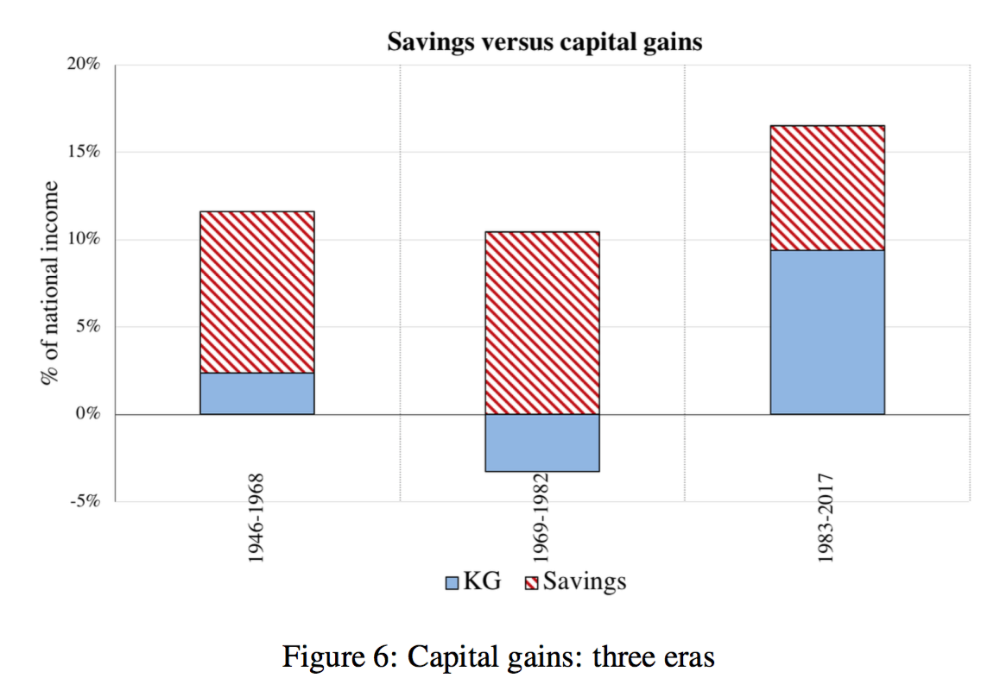 Savings versus capital gains
20%
15%
10%
5%
0%
-5%
% of national income
1946-1968
1969-1982
1983-2017
KG Savings
Figure 6: Capital gains: three eras